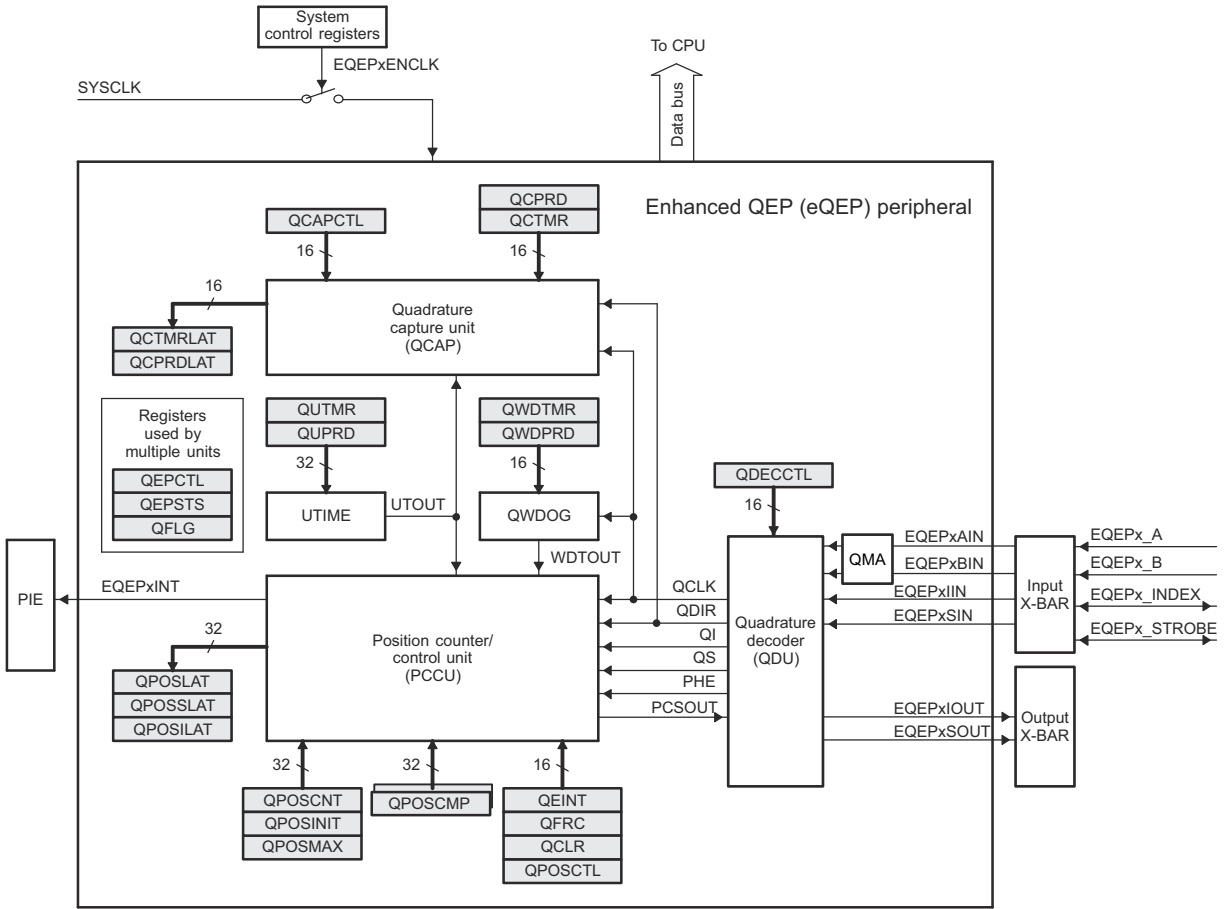 System
control registers
EQEPxENCLK
SYSCLK
To CPU
Data bus
Enhanced QEP (eQEP) peripheral
QCAPCTL
16
QCPRD
QCTMR
16
16
QCTMRLAT
QCPRDLAT
Quadrature
capture unit
(QCAP)
Registers
used by
multiple units
QEPCTL
QEPSTS
QFLG
QUTMR
QUPRD
32
UTIME
UTOUT
QWDTMR
QWDPRD
16
QWDOG
WDTOUT
QDECCTL
16
PIE
EQEPxINT
32
QPOSLAT
QPOSSLAT
QPOSILAT
Position counter/
control unit
(PCCU)
QCLK
QDIR
QI
QS
PHE
PCSOUT
Quadrature
decoder
(QDU)
QMA
EQEPxAIN
EQEPxBIN
EQEPxIIN
EQEPxSIN
EQEPxIOUT
EQEPxSOUT
Input
X-BAR
Output
X-BAR
EQEPx_A
EQEPx_B
EQEPx_INDEX
EQEPx_STROBE
32
QPOSCNT
QPOSINIT
QPOSMAX
32
QPOSCMP
16
QEINT
QFRC
QCLR
QPOSCTL